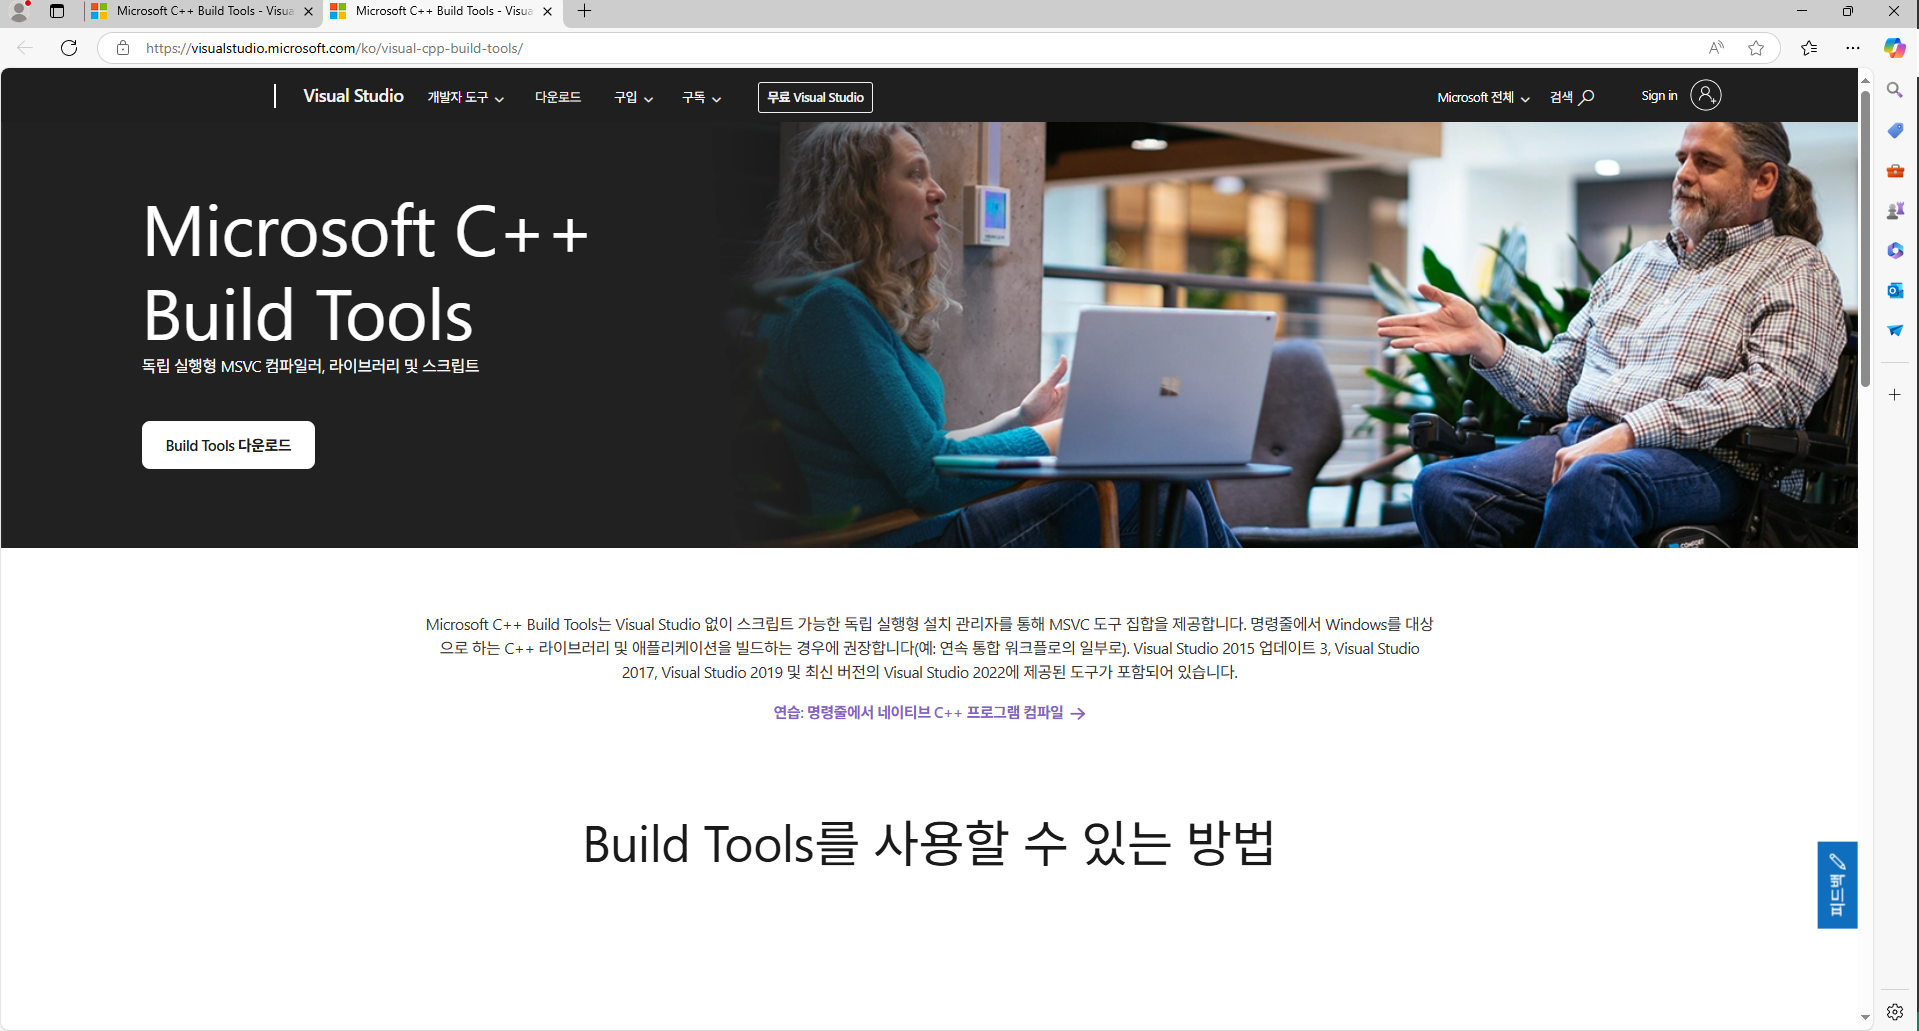 Microsoft C++ Build Tools - Visua
Microsoft C++ Build Tools - Visua
https://visualstudio.microsoft.com/ko/visual-cpp-build-tools/
Visual Studio
개발자 도구
다운로드
구입
구독
무료 Visual Studio
Microsoft 전체
검색
Sign in
Microsoft C++
Build Tools
독립 실행형 MSVC 컴파일러, 라이브러리 및 스크립트
Build Tools 다운로드
Microsoft C++ Build Tools는 Visual Studio 없이 스크립트 가능한 독립 실행형 설치 관리자를 통해 MSVC 도구 집합을 제공합니다. 명령줄에서 Windows를 대상
으로 하는 C++ 라이브러리 및 애플리케이션을 빌드하는 경우에 권장합니다(예: 연속 통합 워크플로의 일부로). Visual Studio 2015 업데이트 3, Visual Studio
2017, Visual Studio 2019 및 최신 버전의 Visual Studio 2022에 제공된 도구가 포함되어 있습니다.
연습: 명령줄에서 네이티브 C++ 프로그램 컴파일
Build Tools를 사용할 수 있는 방법
피드백